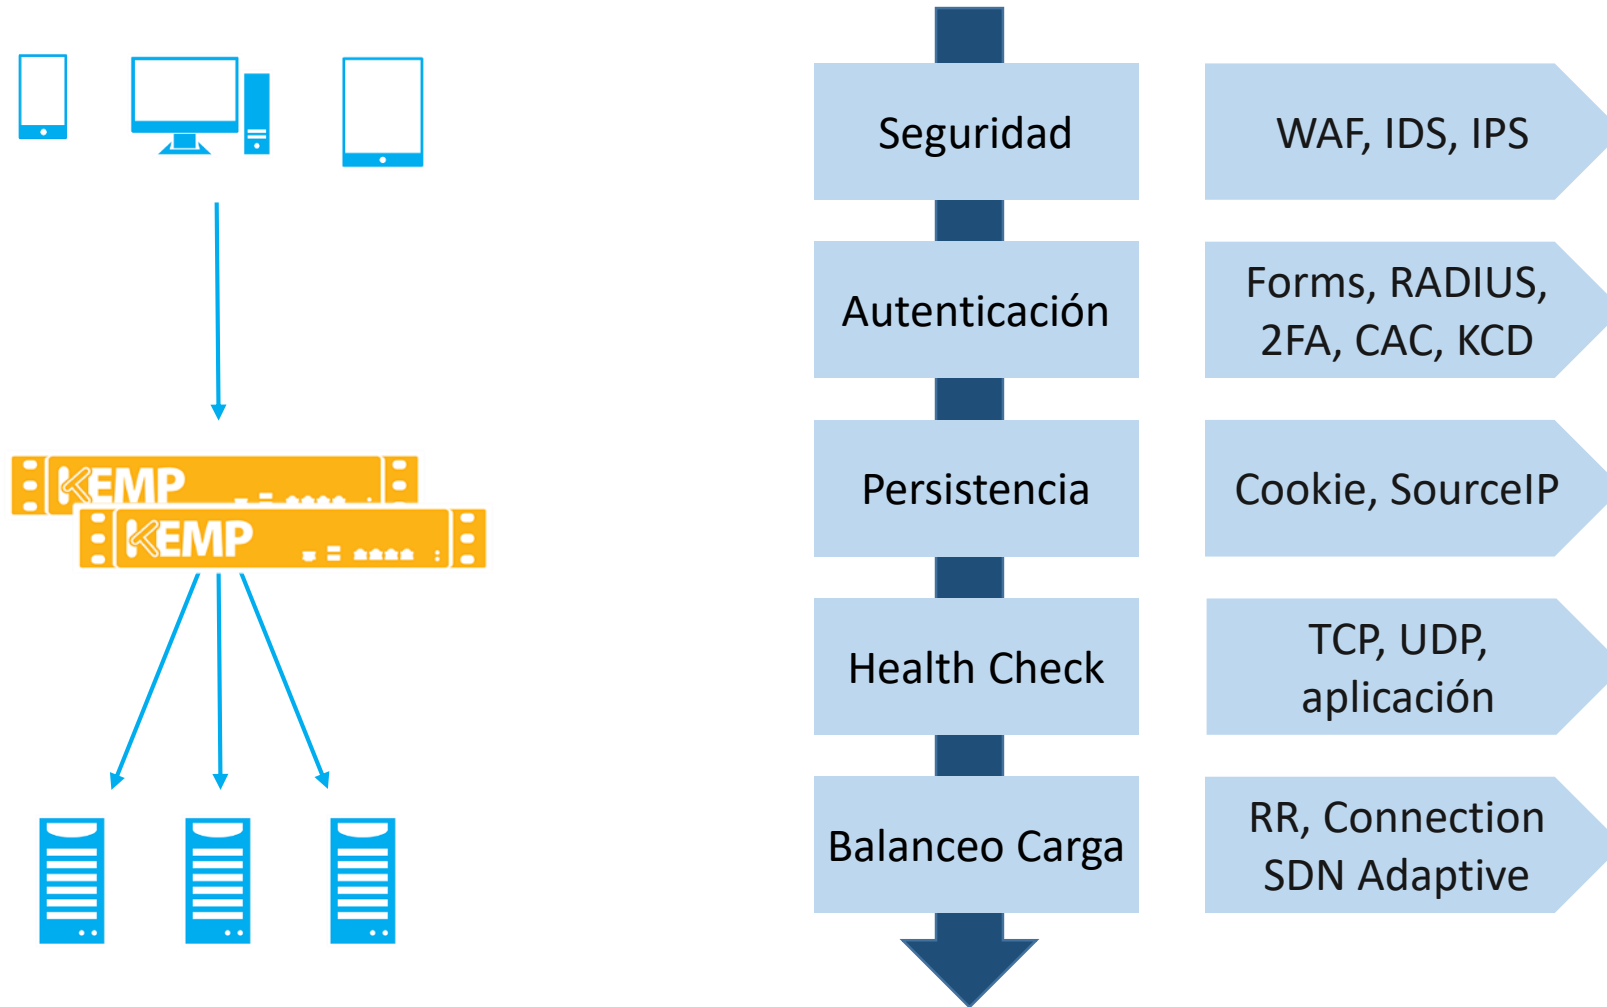 KEMP
KEMP
Seguridad
WAF, IDS, IPS
Autenticación
Forms, RADIUS,
2FA, CAC, KCD
Persistencia
Cookie, SourceIP
Health Check
TCP, UDP,
aplicación
Balanceo Carga
RR, Connection
SDN Adaptive